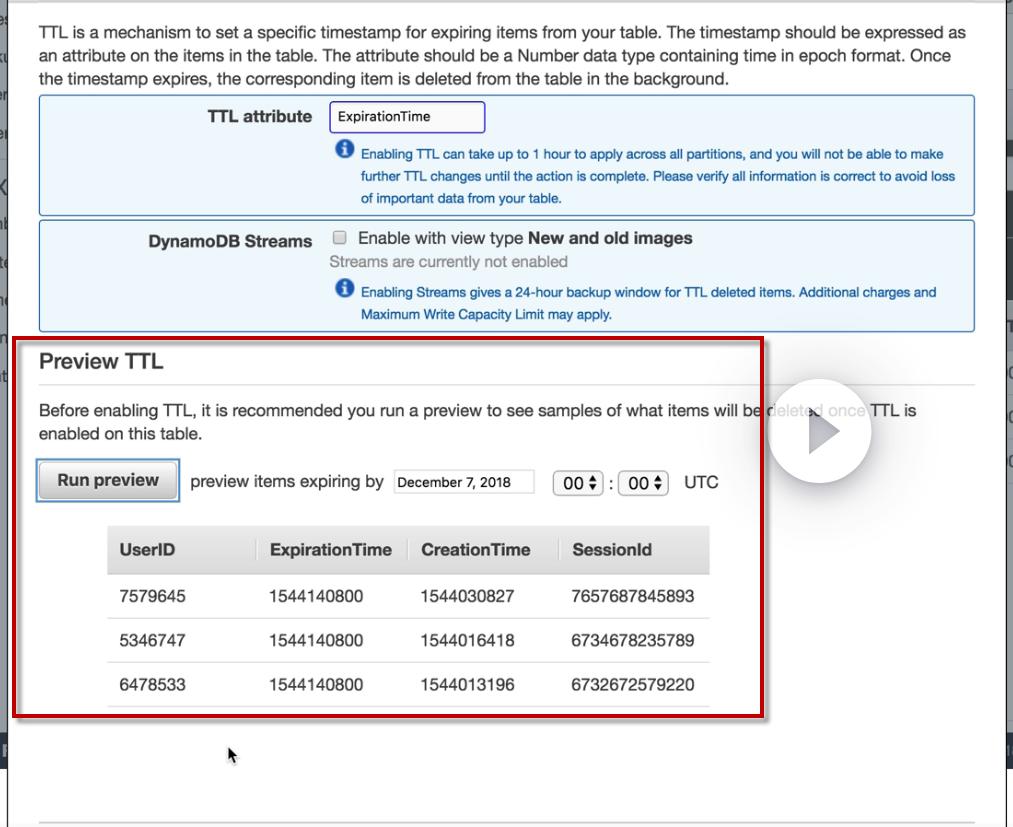 TTL is a mechanism to set a specific timestamp for expiring items from your table. The timestamp should be expressed as
an attribute on the items in the table. The attribute should be a Number data type containing time in epoch format. Once
the timestamp expires, the corresponding item is deleted from the table in the background.
TTL attribute ExpirationTime
Enabling TTL can take up to 1 hour to apply across all partitions, and you will not be able to make
further TTL changes until the action is complete. Please verify all information is correct to avoid loss
of important data from your table.
DynamoDB Streams Enable with view type New and old images
Streams are currently not enabled
Enabling Streams gives a 24-hour backup window for TTL deleted items. Additional charges and
Maximum Write Capacity Limit may apply.
Preview TTL
Before enabling TTL, it is recommended you run a preview to see samples of what items will be deleted once TTL is
enabled on this table.
Run preview preview items expiring by December 7, 2018 00 : 00 UTC
UserID ExpirationTime CreationTime SessionId
7579645 1544140800 1544030827 7657687845893
5346747 1544140800 1544016418 6734678235789
6478533 1544140800 1544013196 6732672579220